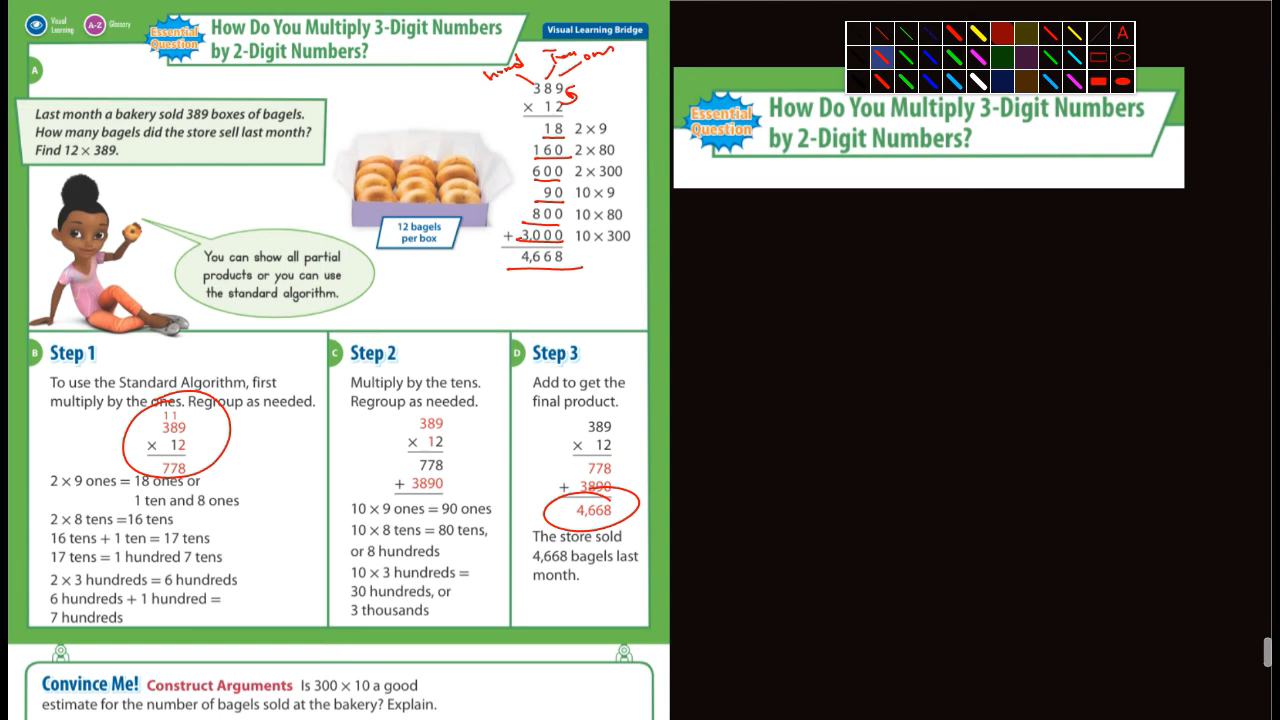 Visual
Learning
A-Z
Glossary
Essential
Question
How Do You Multiply 3-Digit Numbers
by 2-Digit Numbers?
Visual Learning Bridge
A
Last month a bakery sold 389 boxes of bagels.
How many bagels did the store sell last month?
Find 12 × 389.
Tens
ones
389
× 12
18 2 × 9
160 2 × 80
600 2 × 300
90 10 × 9
800 10 × 80
+ 3,000 10 × 300
4,668
12 bagels
per box
You can show all partial
products or you can use
the standard algorithm.
B
Step 1
To use the Standard Algorithm, first
multiply by the ones. Regroup as needed.
11
389
× 12
778
2 × 9 ones = 18 ones or
1 ten and 8 ones
2 × 8 tens =16 tens
16 tens + 1 ten = 17 tens
17 tens = 1 hundred 7 tens
2 × 3 hundreds = 6 hundreds
6 hundreds + 1 hundred =
7 hundreds
C
Step 2
Multiply by the tens.
Regroup as needed.
389
× 12
778
+ 3890
10 × 9 ones = 90 ones
10 × 8 tens = 80 tens,
or 8 hundreds
10 × 3 hundreds =
30 hundreds, or
3 thousands
D
Step 3
Add to get the
final product.
389
× 12
778
+ 3890
4,668
The store sold
4,668 bagels last
month.
Convince Me! Construct Arguments Is 300 × 10 a good
estimate for the number of bagels sold at the bakery? Explain.
A
Essential
Question
How Do You Multiply 3-Digit Numbers
by 2-Digit Numbers?